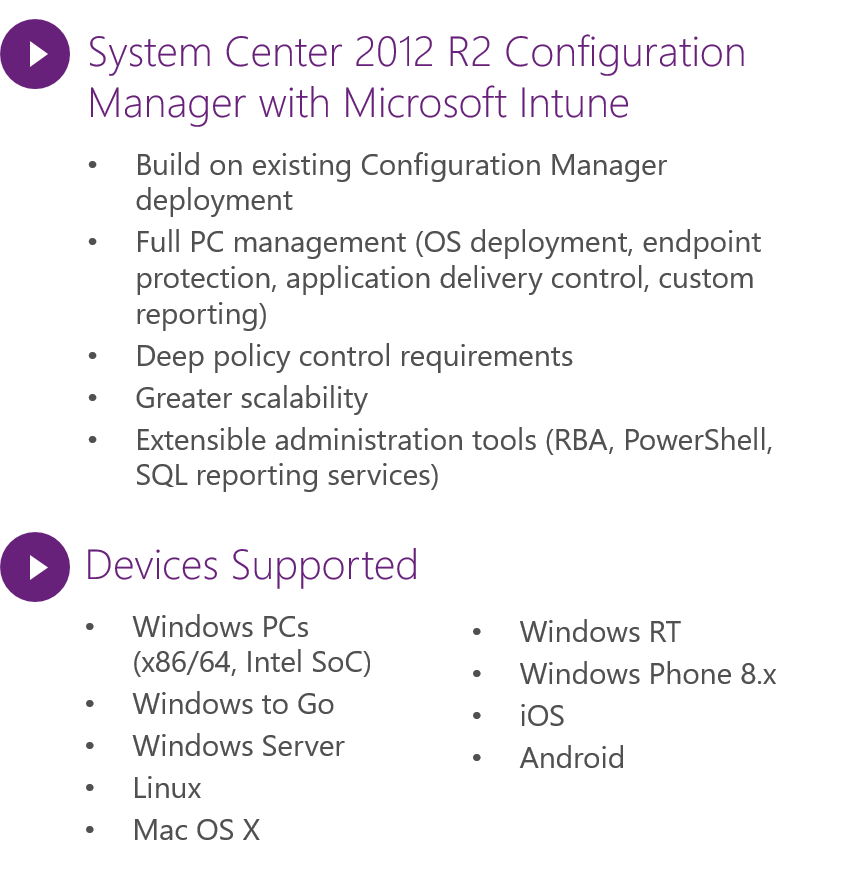 System Center 2012 R2 Configuration
Manager with Microsoft Intune
• Build on existing Configuration Manager
deployment
• Full PC management (OS deployment, endpoint
protection, application delivery control, custom
reporting)
• Deep policy control requirements
• Greater scalability
• Extensible administration tools (RBA, PowerShell,
SQL reporting services)
Devices Supported
• Windows PCs
(x86/64, Intel SoC)
• Windows to Go
• Windows Server
• Linux
• Mac OS X
• Windows RT
• Windows Phone 8.x
• iOS
• Android